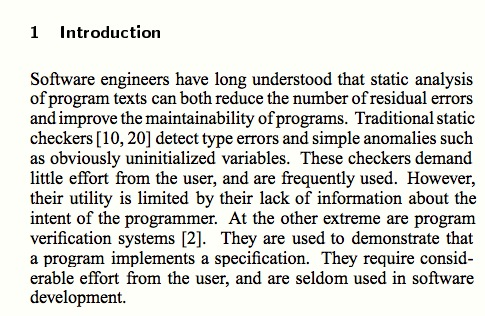 1 Introduction
Software engineers have long understood that static analysis
of program texts can both reduce the number of residual errors
and improve the maintainability of programs. Traditional static
checkers [10, 20] detect type errors and simple anomalies such
as obviously uninitialized variables. These checkers demand
little effort from the user, and are frequently used. However,
their utility is limited by their lack of information about the
intent of the programmer. At the other extreme are program
verification systems [2]. They are used to demonstrate that
a program implements a specification. They require consid-
erable effort from the user, and are seldom used in software
development.